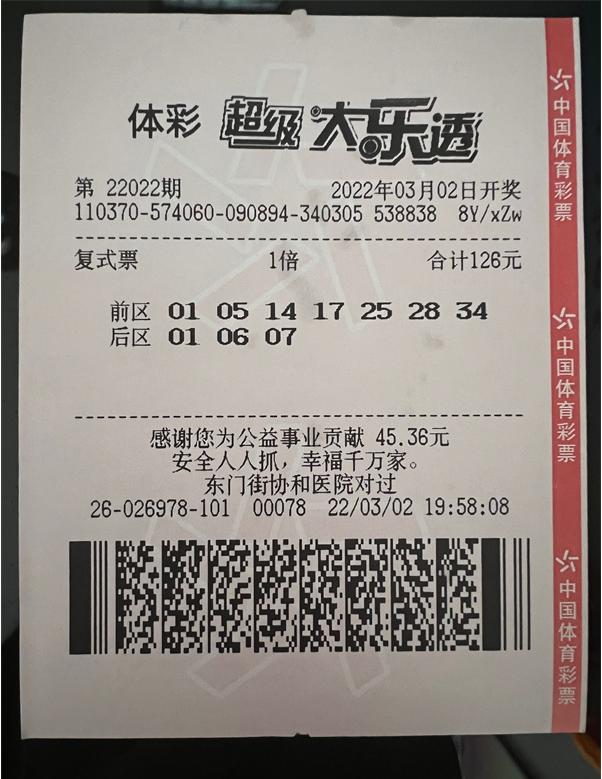 体彩 超级大乐透
第 22022期 2022年03月02日开奖
110370-574060-090894-340305 538838 8Y/xZw
复式票 1倍 合计126元
前区 01 05 14 17 25 28 34
后区 01 06 07
感谢您为公益事业贡献 45.36元
安全人人抓，幸福千万家。
东门街协和医院对过
26-026978-101 00078 22/03/02 19:58:08
中国体育彩票
中国体育彩票
中国体育彩票